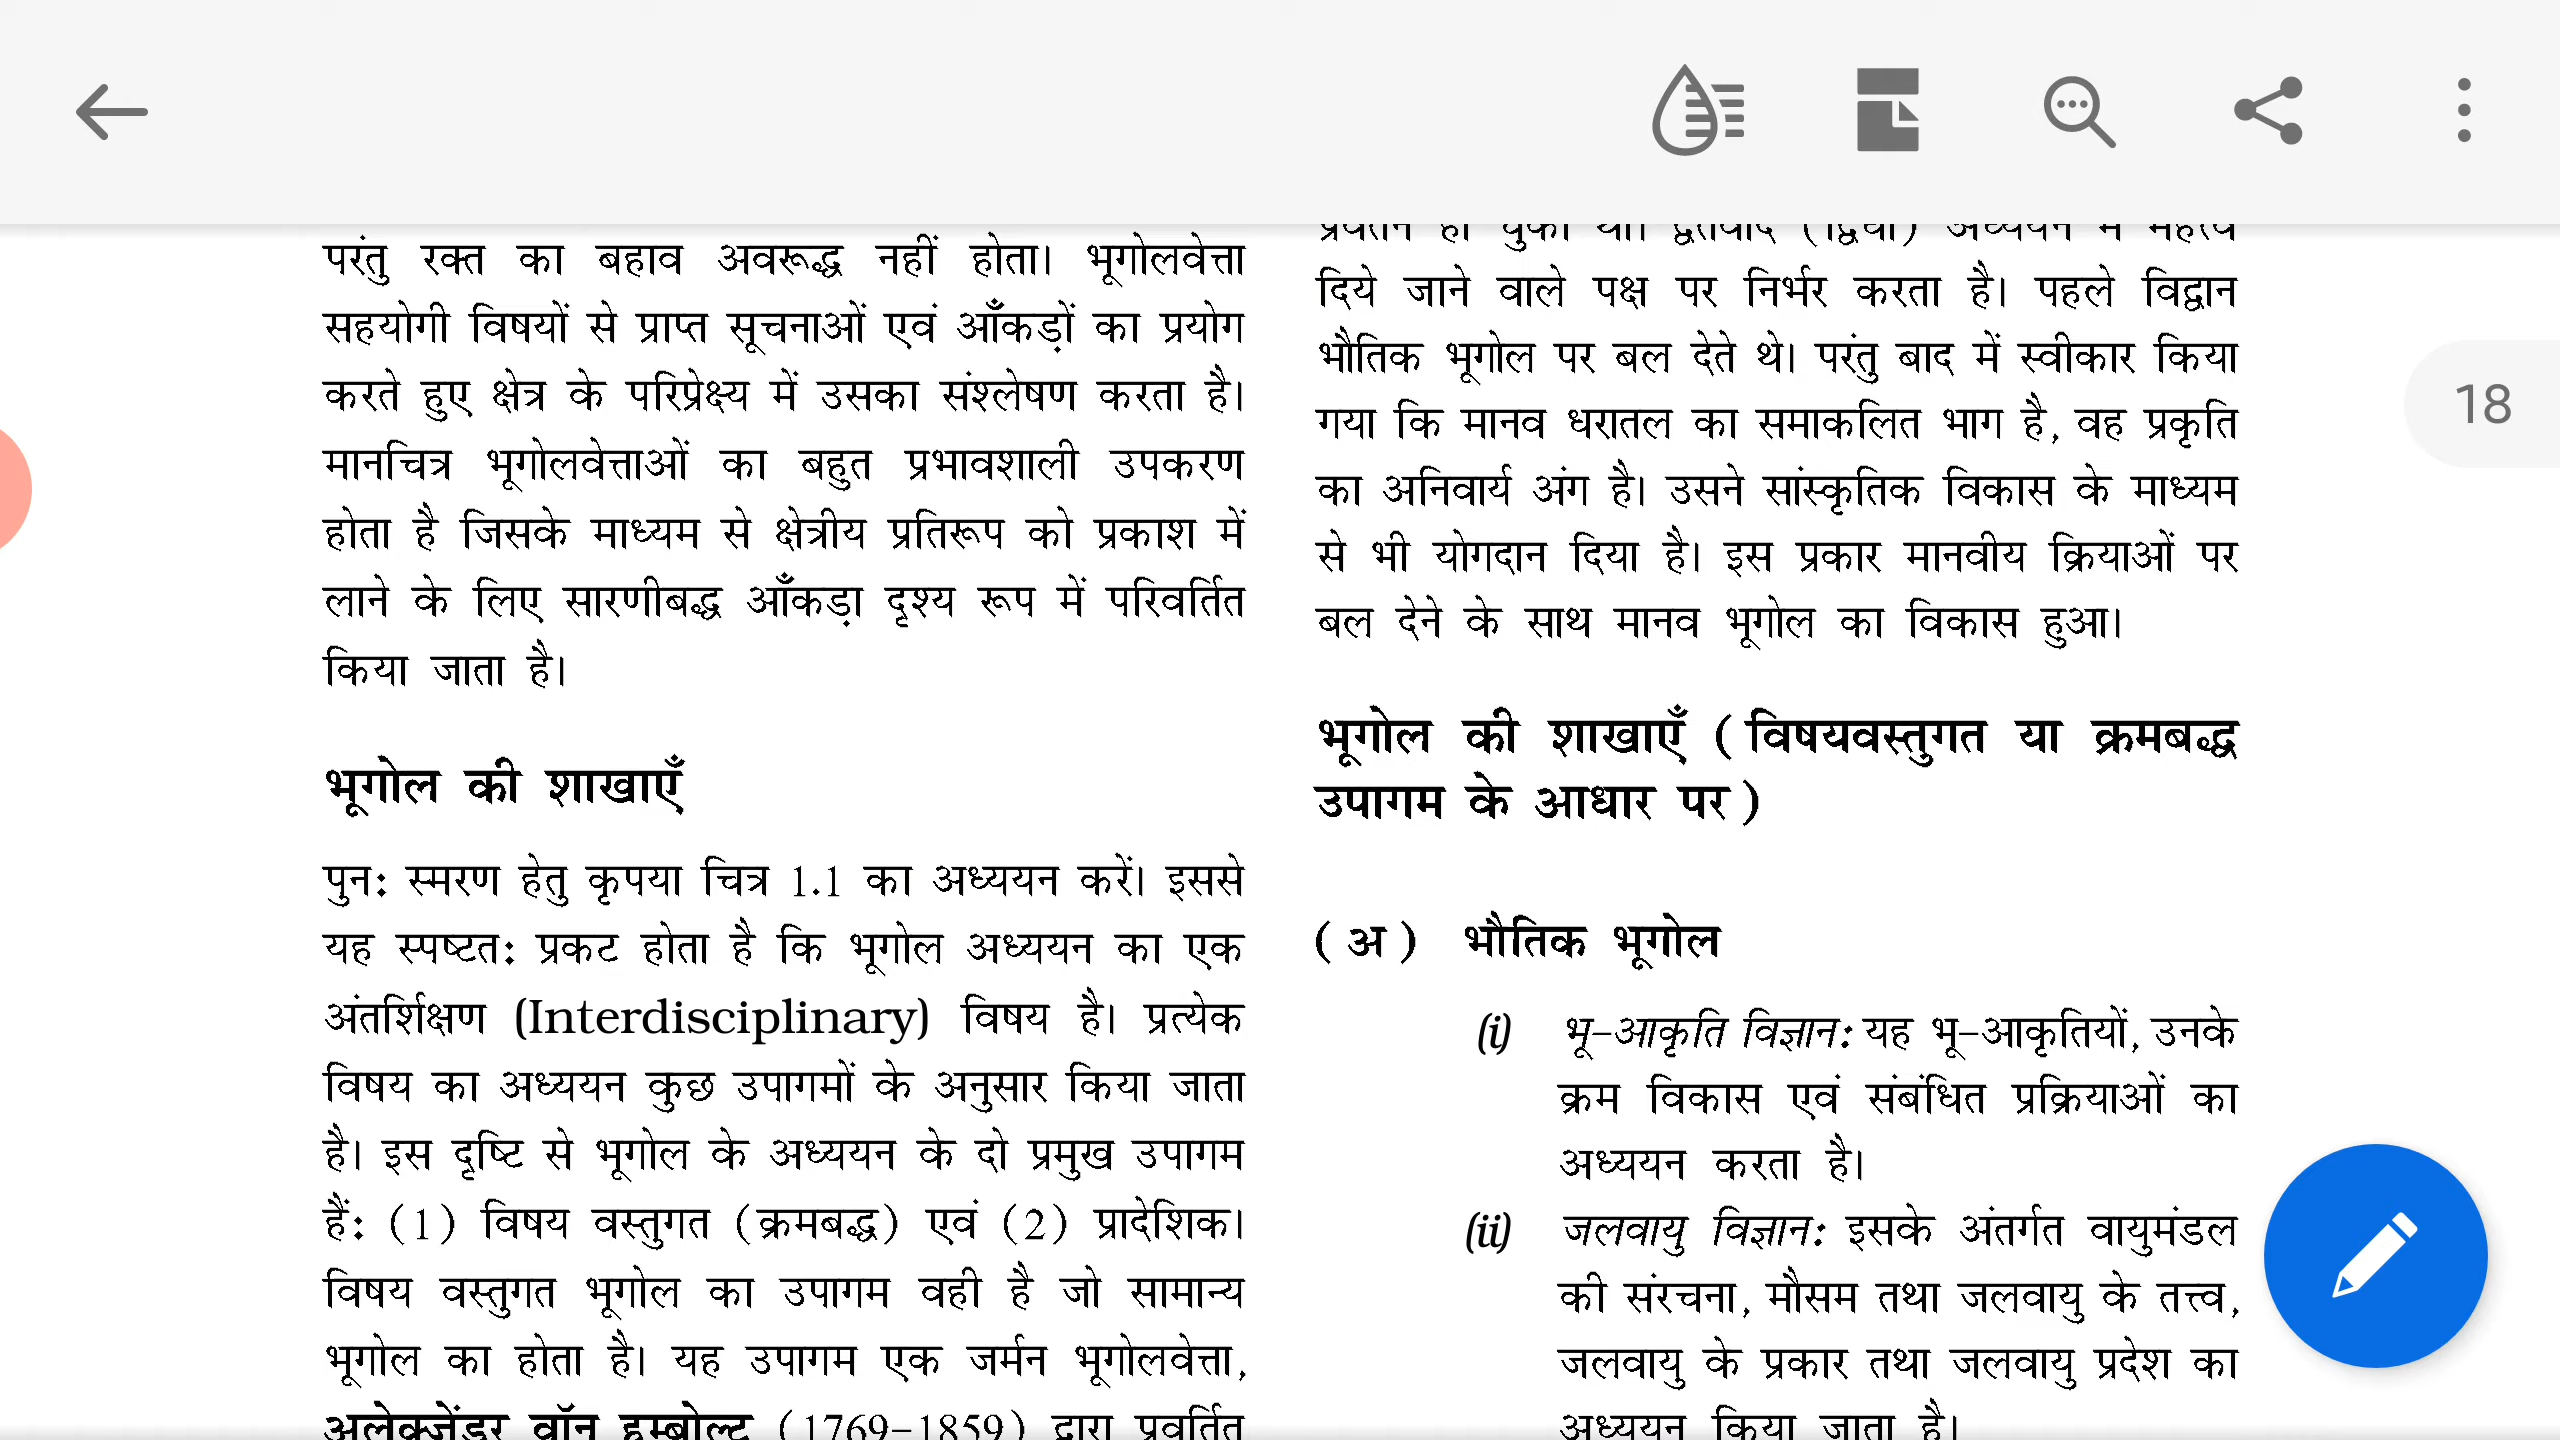 18
परंतु रक्त का बहाव अवरूद्ध नहीं होता। भूगोलवेत्ता
सहयोगी विषयों से प्राप्त सूचनाओं एवं आँकड़ों का प्रयोग
करते हुए क्षेत्र के परिप्रेक्ष्य में उसका संश्लेषण करता है।
मानचित्र भूगोलवेत्ताओं का बहुत प्रभावशाली उपकरण
होता है जिसके माध्यम से क्षेत्रीय प्रतिरूप को प्रकाश में
लाने के लिए सारणीबद्ध आँकड़ा दृश्य रूप में परिवर्तित
किया जाता है।
भूगोल की शाखाएँ
पुन: स्मरण हेतु कृपया चित्र 1.1 का अध्ययन करें। इससे
यह स्पष्टत: प्रकट होता है कि भूगोल अध्ययन का एक
अंतर्शिक्षण (Interdisciplinary) विषय है। प्रत्येक
विषय का अध्ययन कुछ उपागमों के अनुसार किया जाता
है। इस दृष्टि से भूगोल के अध्ययन के दो प्रमुख उपागम
हैं: (1) विषय वस्तुगत (क्रमबद्ध) एवं (2) प्रादेशिक।
विषय वस्तुगत भूगोल का उपागम वही है जो सामान्य
भूगोल का होता है। यह उपागम एक जर्मन भूगोलवेत्ता,
अलेक्जेंडर वॉन हम्बोल्ट (1769–1859) द्वारा प्रवर्तित
अध्ययन में महत्व
दिये जाने वाले पक्ष पर निर्भर करता है। पहले विद्वान
भौतिक भूगोल पर बल देते थे। परंतु बाद में स्वीकार किया
गया कि मानव धरातल का समाकलित भाग है, वह प्रकृति
का अनिवार्य अंग है। उसने सांस्कृतिक विकास के माध्यम
से भी योगदान दिया है। इस प्रकार मानवीय क्रियाओं पर
बल देने के साथ मानव भूगोल का विकास हुआ।
भूगोल की शाखाएँ (विषयवस्तुगत या क्रमबद्ध
उपागम के आधार पर)
(अ) भौतिक भूगोल
(i) भू–आकृति विज्ञान: यह भू–आकृतियों, उनके
क्रम विकास एवं संबंधित प्रक्रियाओं का
अध्ययन करता है।
(ii) जलवायु विज्ञान: इसके अंतर्गत वायुमंडल
की संरचना, मौसम तथा जलवायु के तत्त्व,
जलवायु के प्रकार तथा जलवायु प्रदेश का
अध्ययन किया जाता है।